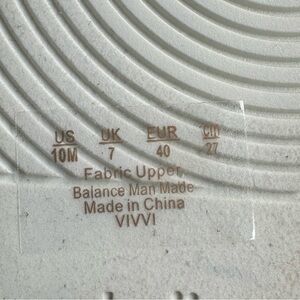 US UK EUR cm
10M 7 40 27
Fabric Upper
Balance Man Made
Made in China
VIVVI